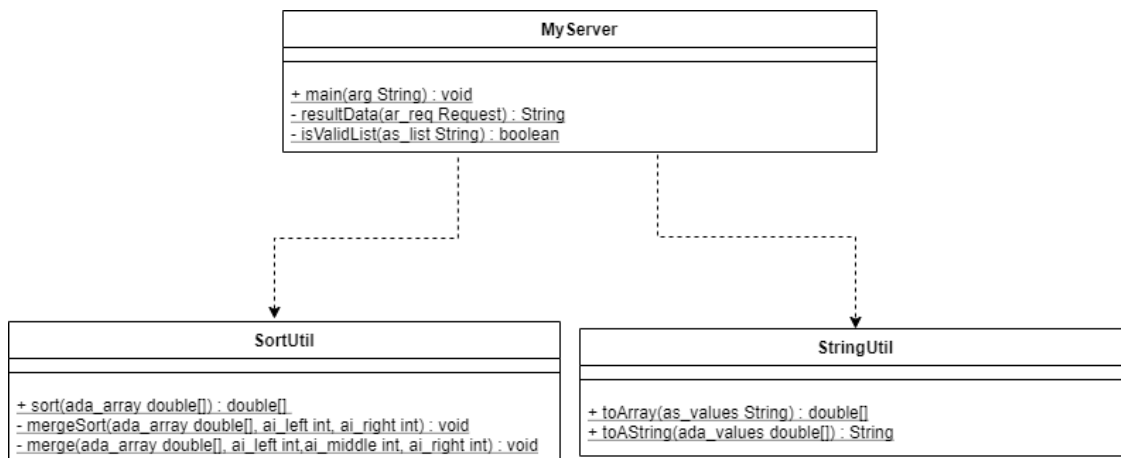 MyServer
+ main(arg String) : void
- resultData(ar_req Request) : String
- isValidList(as_list String) : boolean
SortUtil
+ sort(ada_array double[]) : double[]
- mergeSort(ada_array double[], ai_left int, ai_right int) : void
- merge(ada_array double[], ai_left int,ai_middle int, ai_right int) : void
StringUtil
+ toArray(as_values String) : double[]
+ toAString(ada_values double[]) : String